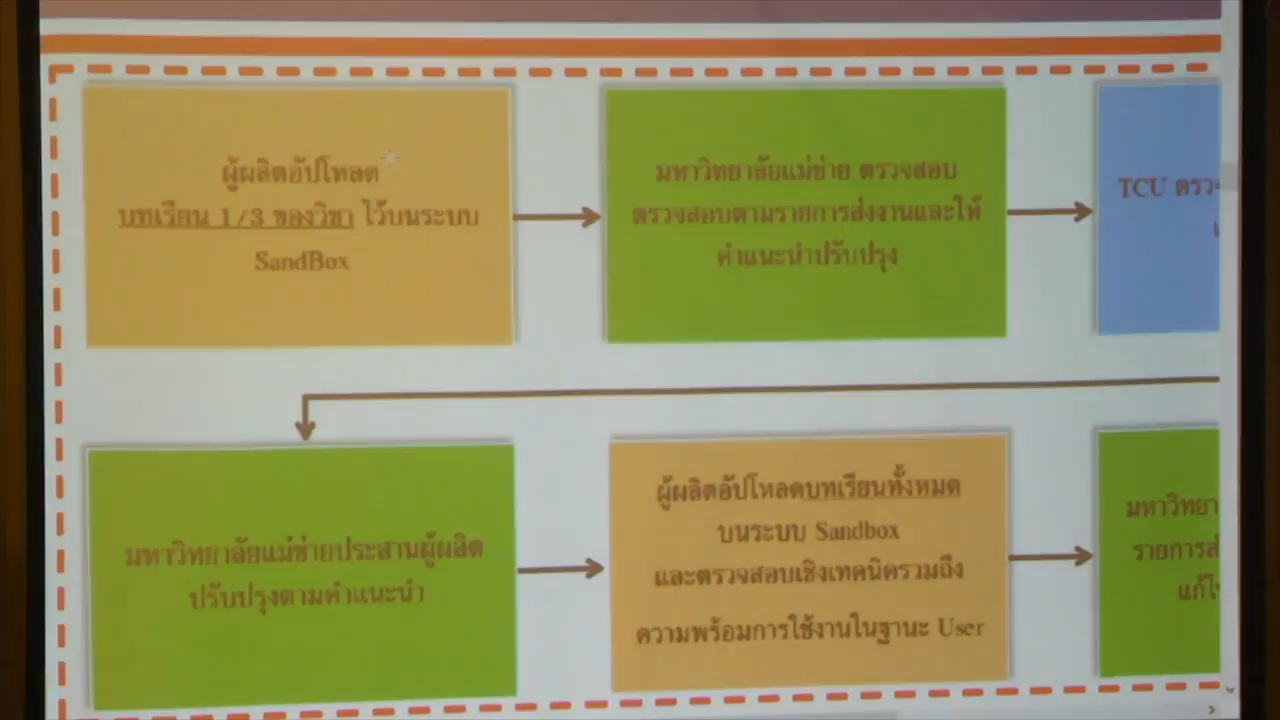 ผู้ผลิตอัปโหลด
บทเรียน 1/3 ของวิชา ไว้บนระบบ
SandBox
มหาวิทยาลัยแม่ข่าย ตรวจสอบ
ตรวจสอบตามรายการส่งงานและให้
คำแนะนำปรับปรุง
TCU
มหาวิทยาลัยแม่ข่ายประสานผู้ผลิต
ปรับปรุงตามคำแนะนำ
ผู้ผลิตอัปโหลดบทเรียนทั้งหมด
บนระบบ Sandbox
และตรวจสอบเชิงเทคนิครวมถึง
ความพร้อมการใช้งานในฐานะ User
มหาวิทยา
รายการส่
แก้ไ